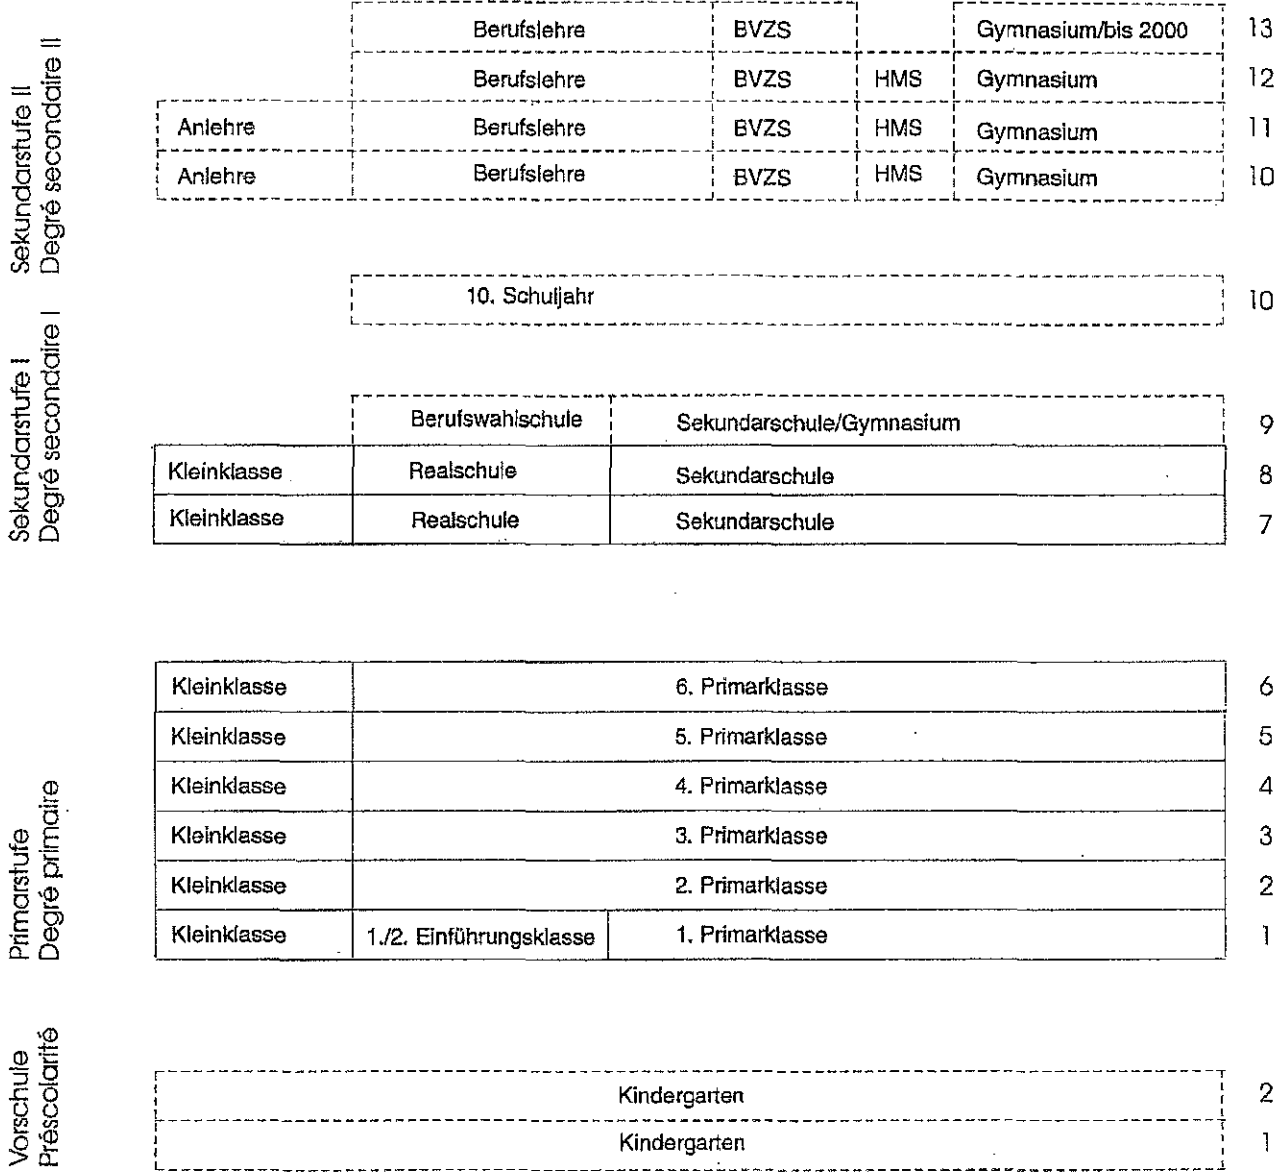 Sekundarstufe II
Degré secondaire II
Berufslehre BVZS Gymnasium/bis 2000 13
Berufslehre BVZS HMS Gymnasium 12
Anlehre Berufslehre BVZS HMS Gymnasium 11
Anlehre Berufslehre BVZS HMS Gymnasium 10
10. Schuljahr 10
Sekundarstufe I
Degré secondaire I
Berufswahlschule Sekundarschule/Gymnasium 9
Kleinklasse Realschule Sekundarschule 8
Kleinklasse Realschule Sekundarschule 7
Primarstufe
Degré primaire
Kleinklasse 6. Primarklasse 6
Kleinklasse 5. Primarklasse 5
Kleinklasse 4. Primarklasse 4
Kleinklasse 3. Primarklasse 3
Kleinklasse 2. Primarklasse 2
Kleinklasse 1./2. Einführungsklasse 1. Primarklasse 1
Vorschule
Préscolarité
Kindergarten 2
Kindergarten 1